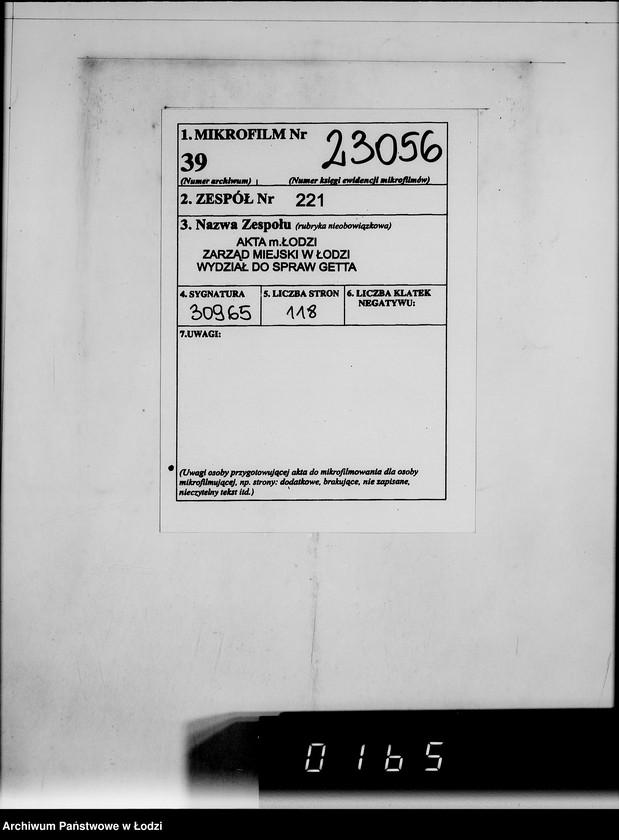 1. MIKROFILM Nr 23056
39
(Numer archiwum) (Numer księgi ewidencji mikrofilmów)
2. ZESPÓŁ Nr 221
3. Nazwa Zespołu (rubryka nieobowiązkowa)
AKTA m.ŁODZI
ZARZĄD MIEJSKI W ŁODZI
WYDZIAŁ DO SPRAW GETTA
4. SYGNATURA 5. LICZBA STRON 6. LICZBA KLATEK
NEGATYWU:
30965 118
7.UWAGI:
(Uwagi osoby przygotowującej akta do mikrofilmowania dla osoby
mikrofilmującej, np. strony: dodatkowe, brakujące, nie zapisane,
nieczytelny tekst itd.)
0165
Archiwum Państwowe w Łodzi